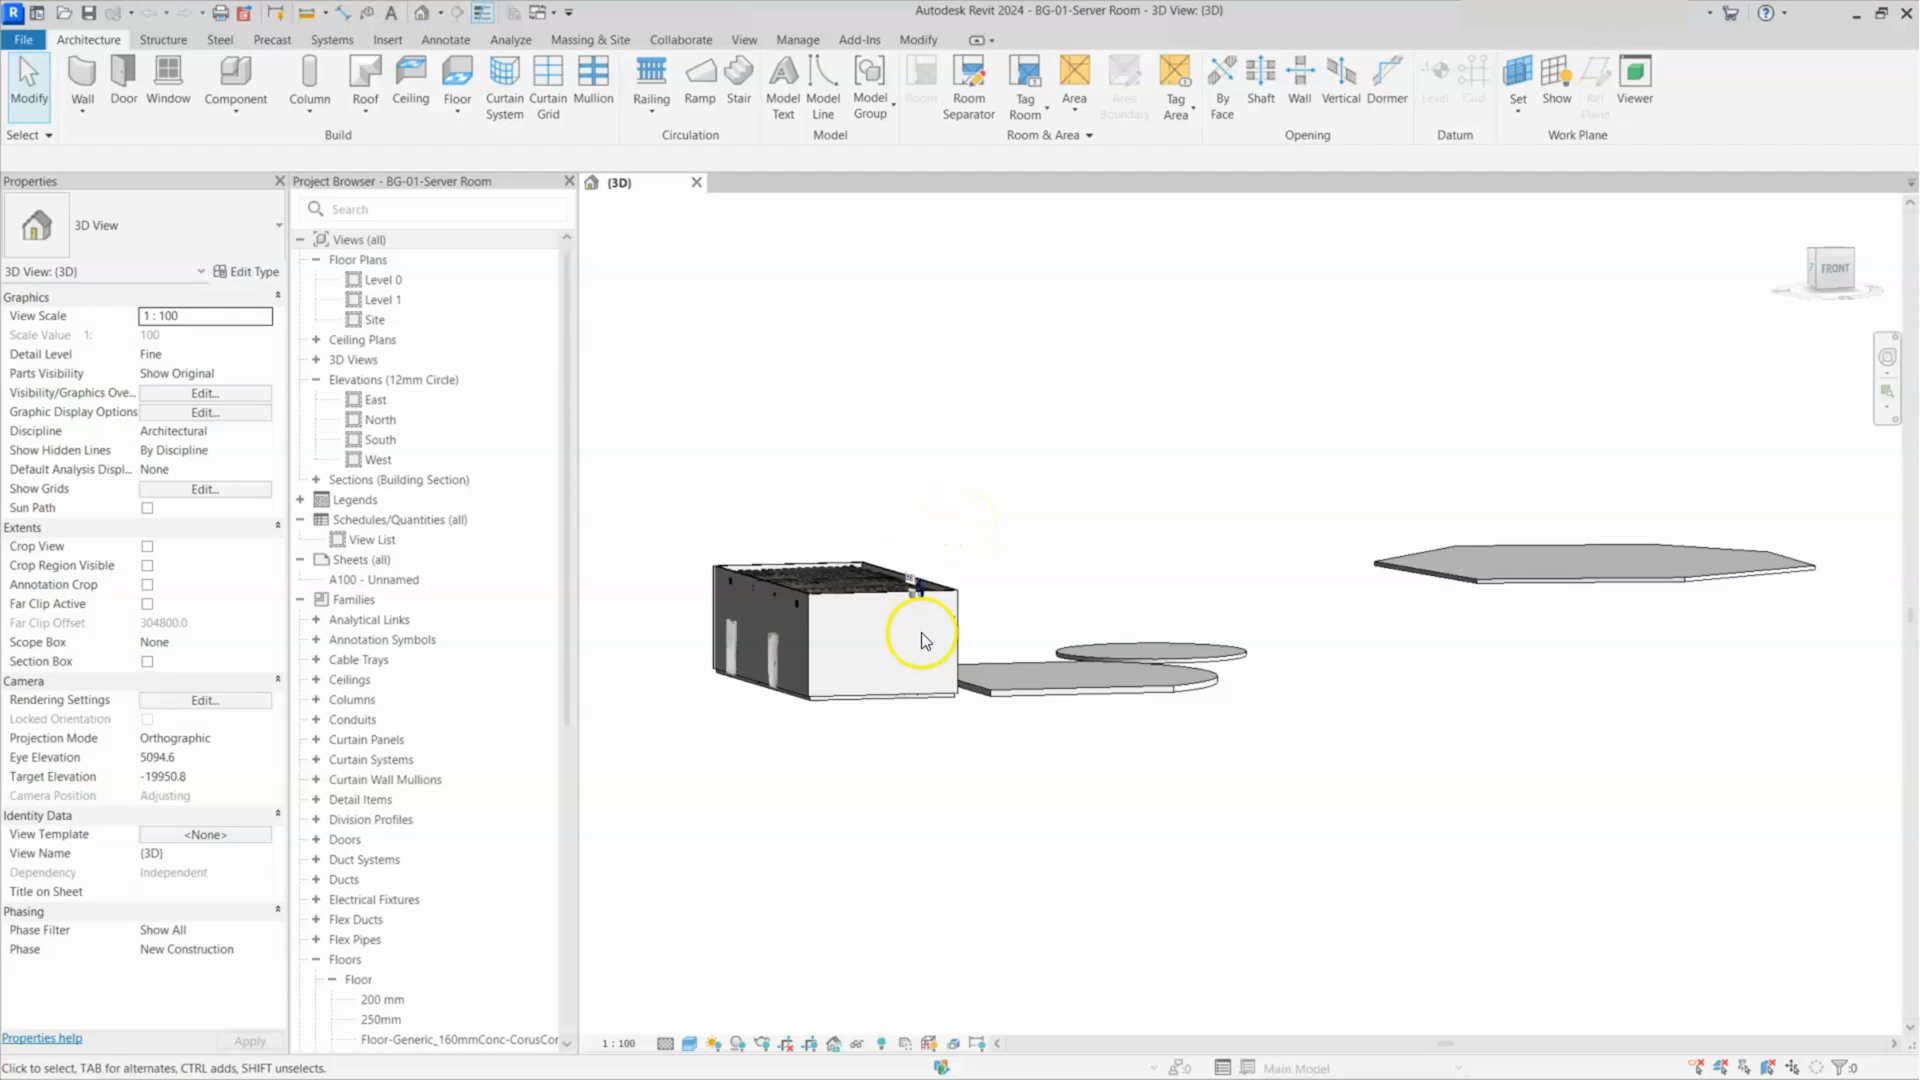 Autodesk Revit 2024 - BG-01-Server Room - 3D View: {3D}
File Architecture Structure Steel Precast Systems Insert Annotate Analyze Massing & Site Collaborate View Manage Add-Ins Modify
Modify Wall Door Window Component Column Roof Ceiling Floor Curtain System Curtain Grid Mullion Railing Ramp Stair Model Text Model Line Model Group Room Room Separator Tag Room Area Area Boundary Tag Area By Face Shaft Wall Vertical Dormer Level Grid Set Show Ref Plane Viewer
Select Build Circulation Model Room & Area Opening Datum Work Plane
Properties
3D View
3D View: {3D} Edit Type
Graphics
View Scale 1 : 100
Scale Value 1: 100
Detail Level Fine
Parts Visibility Show Original
Visibility/Graphics Ove... Edit...
Graphic Display Options Edit...
Discipline Architectural
Show Hidden Lines By Discipline
Default Analysis Displ... None
Show Grids Edit...
Sun Path
Extents
Crop View
Crop Region Visible
Annotation Crop
Far Clip Active
Far Clip Offset 304800.0
Scope Box None
Section Box
Camera
Rendering Settings Edit...
Locked Orientation
Projection Mode Orthographic
Eye Elevation 5094.6
Target Elevation -19950.8
Camera Position Adjusting
Identity Data
View Template <None>
View Name {3D}
Dependency Independent
Title on Sheet
Phasing
Phase Filter Show All
Phase New Construction
Properties help Apply
Project Browser - BG-01-Server Room
Search
Views (all)
Floor Plans
Level 0
Level 1
Site
Ceiling Plans
3D Views
Elevations (12mm Circle)
East
North
South
West
Sections (Building Section)
Legends
Schedules/Quantities (all)
View List
Sheets (all)
A100 - Unnamed
Families
Analytical Links
Annotation Symbols
Cable Trays
Ceilings
Columns
Conduits
Curtain Panels
Curtain Systems
Curtain Wall Mullions
Detail Items
Division Profiles
Doors
Duct Systems
Ducts
Electrical Fixtures
Flex Ducts
Flex Pipes
Floors
Floor
200 mm
250mm
Floor-Generic_160mmConc-CorusCor
{3D}
FRONT
1 : 100
Click to select, TAB for alternates, CTRL adds, SHIFT unselects.
:0
Main Model
:0